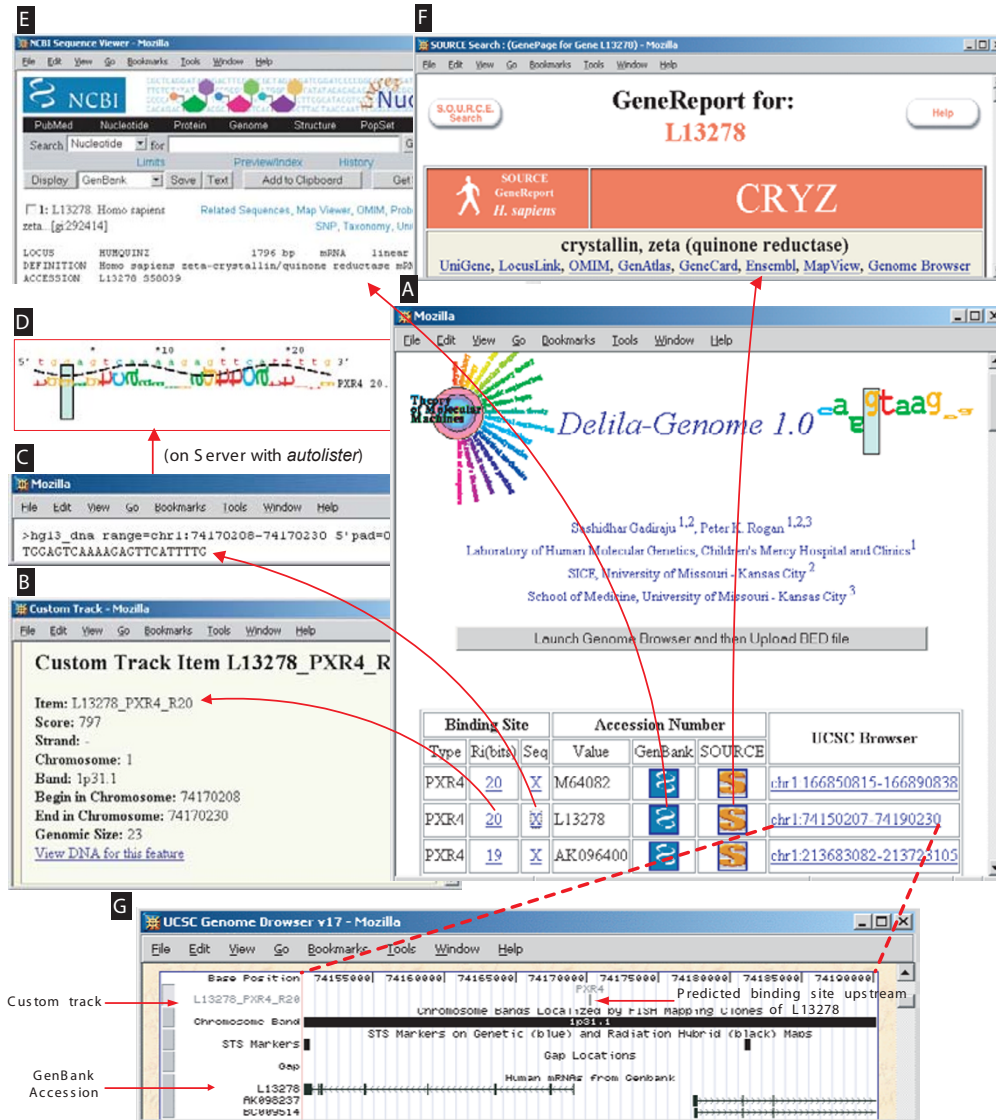 E
NCBI Sequence Viewer - Mozilla
File Edit View Go Bookmarks Tools Window Help
NCBI
PubMed Nucleotide Protein Genome Structure PopSet
Search Nucleotide for
Limits Preview/Index History
Display GenBank Save Text Add to Clipboard Get
1: L13278. Homo sapiens
zeta...[gi:292414]
Related Sequences, Map Viewer, OMIM, Prob
SNP, Taxonomy, Uni
LOCUS HUMQUINZ 1796 bp mRNA linear
DEFINITION Homo sapiens zeta-crystallin/quinone reductase mR
ACCESSION L13278 S58039
F
SOURCE Search : (GenePage for Gene L13278) - Mozilla
File Edit View Go Bookmarks Tools Window Help
S.O.U.R.C.E.
Search
GeneReport for:
L13278
Help
SOURCE
GeneReport
H. sapiens
CRYZ
crystallin, zeta (quinone reductase)
UniGene, LocusLink, OMIM, GenAtlas, GeneCard, Ensembl, MapView, Genome Browser
D
* *10 * *20
5' t g g a g t c a a a a g a g t t c a t t t t g 3'
PXR4 20.
(on Server with autolister)
C
Mozilla
File Edit View Go Bookmarks Tools Window Help
>hg13_dna range=chr1:74170208-74170230 5'pad=0
TGGAGTCAAAAGAGTTCATTTTG
B
Custom Track - Mozilla
File Edit View Go Bookmarks Tools Window Help
Custom Track Item L13278_PXR4_R
Item: L13278_PXR4_R20
Score: 797
Strand: -
Chromosome: 1
Band: 1p31.1
Begin in Chromosome: 74170208
End in Chromosome: 74170230
Genomic Size: 23
View DNA for this feature
A
Mozilla
File Edit View Go Bookmarks Tools Window Help
Theory
of Molecular
Machines
Delila-Genome 1.0
c a g g t a a g
Sashidhar Gadiraju 1,2, Peter K. Rogan 1,2,3
Laboratory of Human Molecular Genetics, Children's Mercy Hospital and Clinics 1
SICE, University of Missouri - Kansas City 2
School of Medicine, University of Missouri - Kansas City 3
Launch Genome Browser and then Upload BED file
Binding Site Accession Number UCSC Browser
Type Ri(bits) Seq Value GenBank SOURCE
PXR4 20 X M64082 S chr1:166850815-166890838
PXR4 20 X L13278 S chr1:74150207-74190230
PXR4 19 X AK096400 S chr1:213683082-213723105
G
UCSC Genome Browser v17 - Mozilla
File Edit View Go Bookmarks Tools Window Help
Base Position 74155000| 74160000| 74165000| 74170000| 74175000| 74180000| 74185000| 74190000|
PXR4
Custom track
L13278_PXR4_R20
Predicted binding site upstream
of L13278
Chromosome Bands Localized by FISH Mapping Clones
Chromosome Band 1p31.1
STS Markers on Genetic (blue) and Radiation Hybrid (black) Maps
STS Markers
Gap Locations
Gap
Human mRNAs from Genbank
GenBank
Accession
L13278
AK098237
BC009514